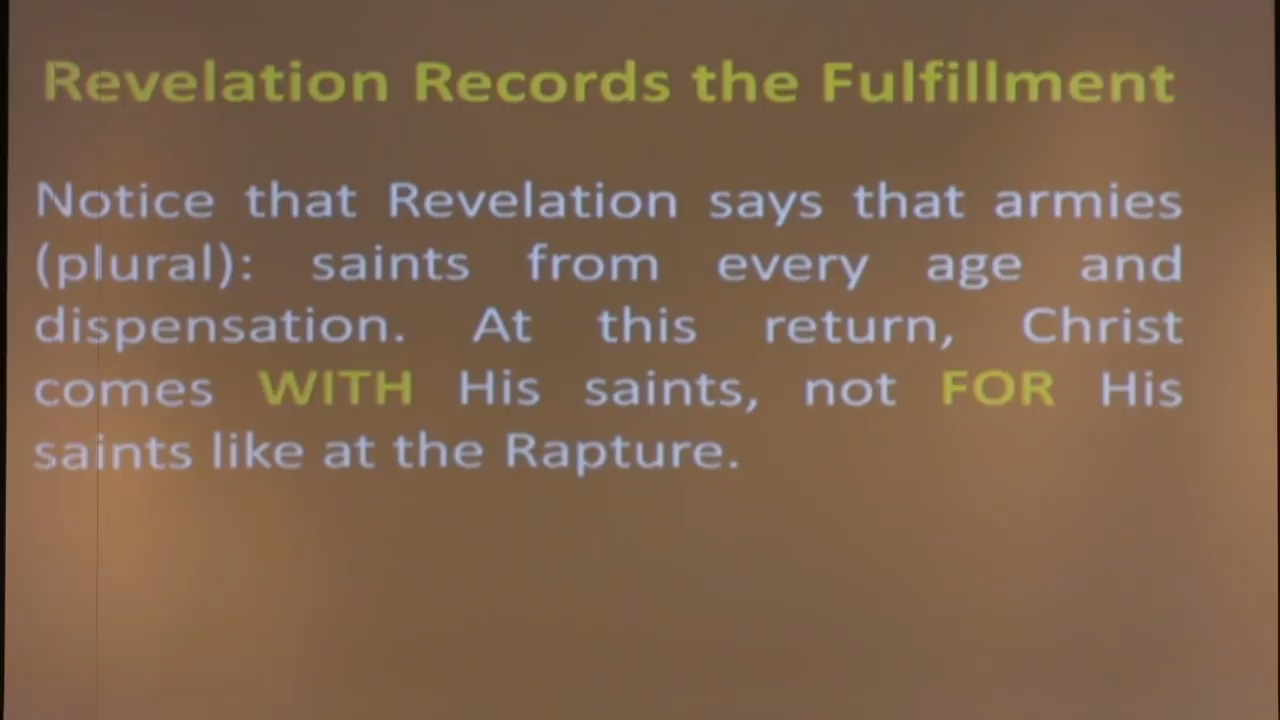 Revelation Records the Fulfillment
Notice that Revelation says that armies
(plural): saints from every age and
dispensation. At this return, Christ
comes WITH His saints, not FOR His
saints like at the Rapture.